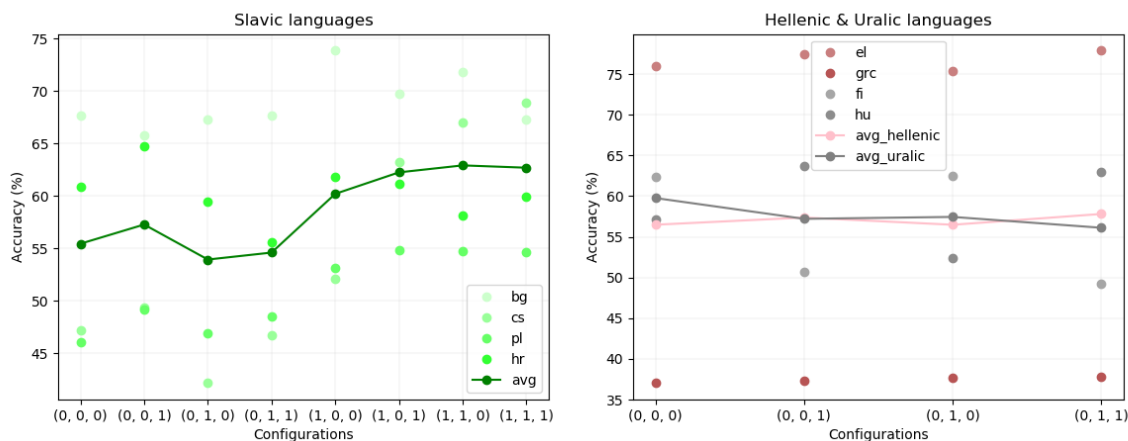 Slavic languages
75
70
65
60
55
50
45
Accuracy (%)
bg
cs
pl
hr
avg
(0, 0, 0) (0, 0, 1) (0, 1, 0) (0, 1, 1) (1, 0, 0) (1, 0, 1) (1, 1, 0) (1, 1, 1)
Configurations
Hellenic & Uralic languages
75
70
65
60
55
50
45
40
35
Accuracy (%)
el
grc
fi
hu
avg_hellenic
avg_uralic
(0, 0, 0) (0, 0, 1) (0, 1, 0) (0, 1, 1)
Configurations